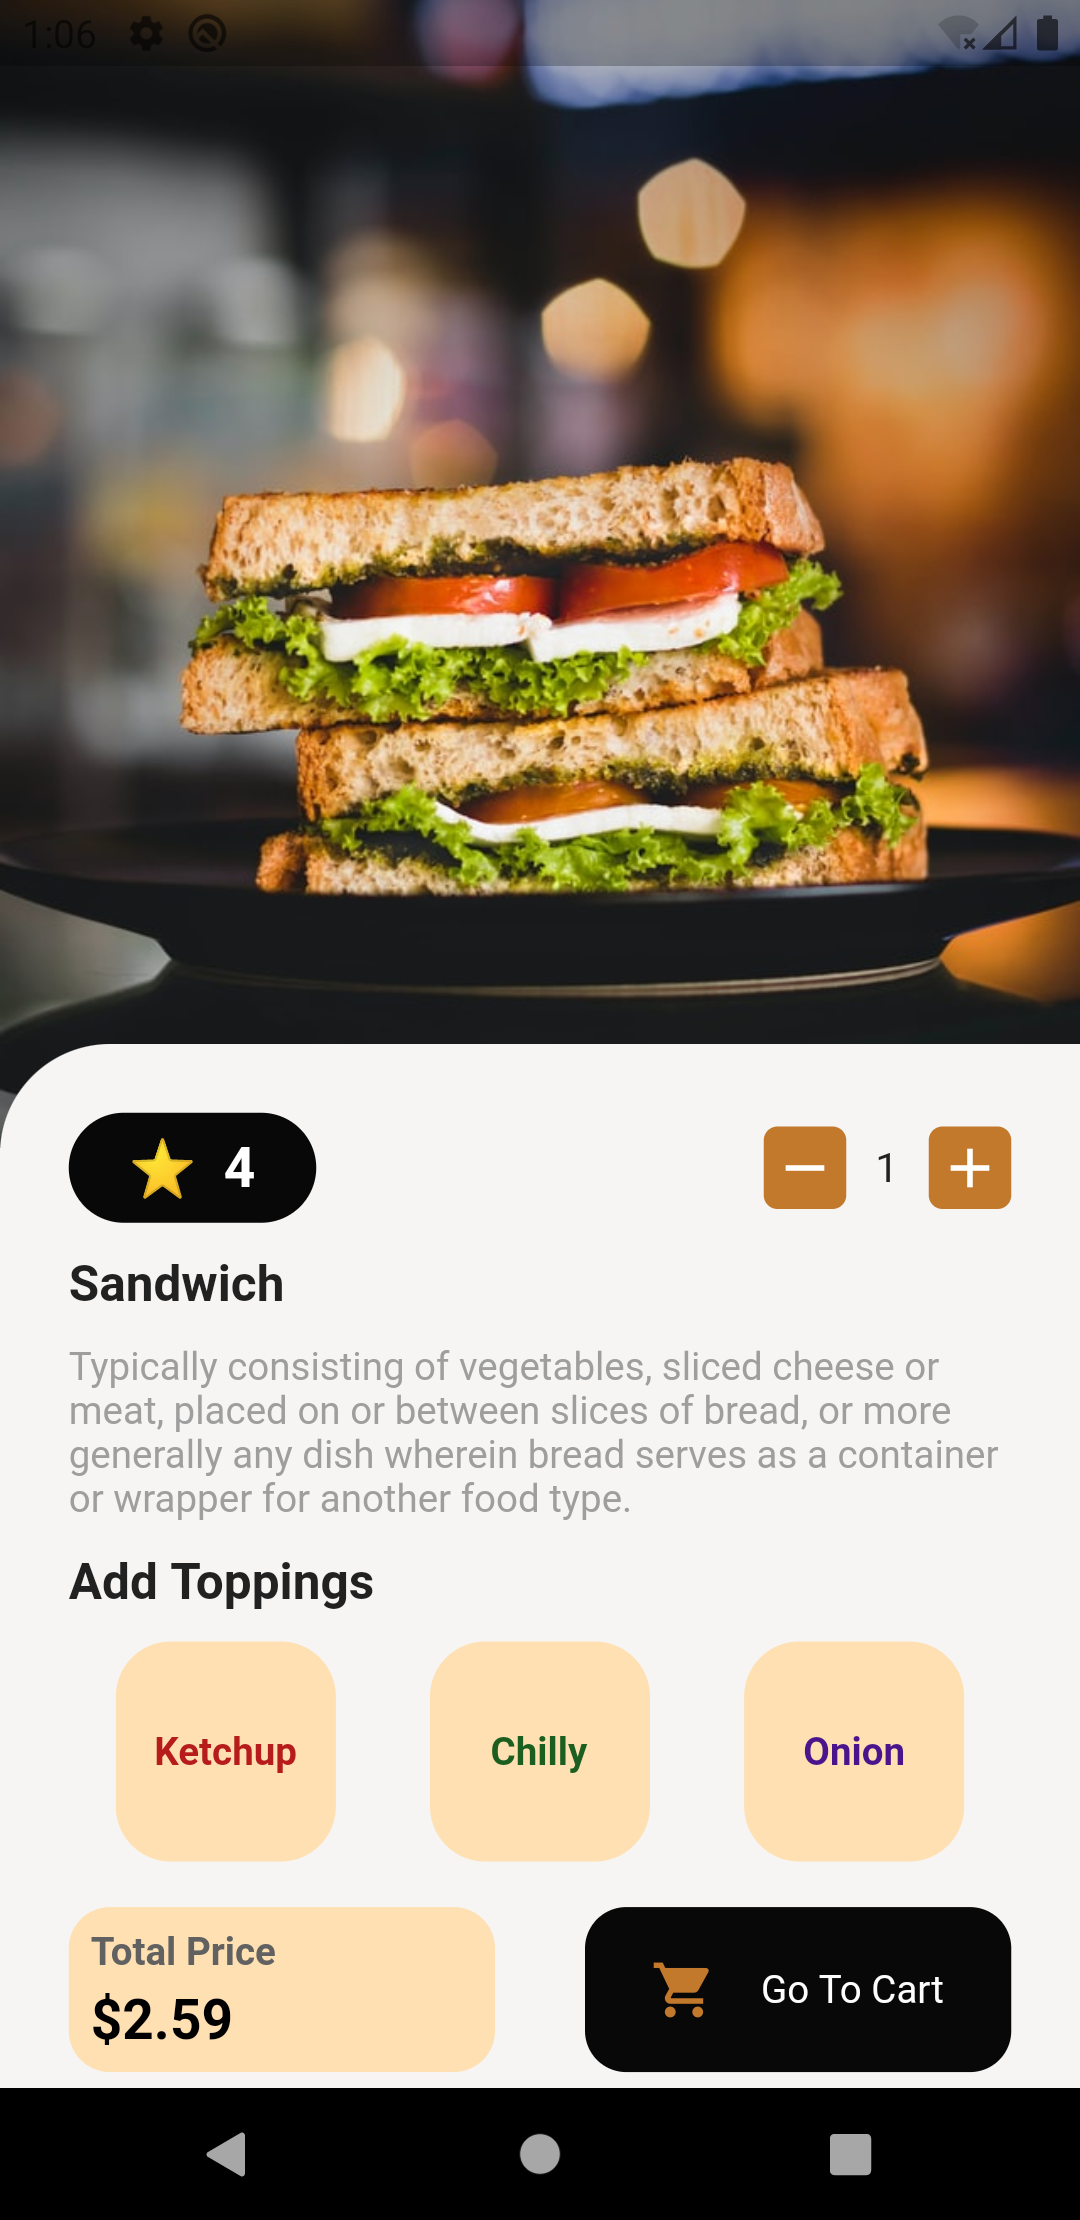 1:06
4
1
Sandwich
Typically consisting of vegetables, sliced cheese or
meat, placed on or between slices of bread, or more
generally any dish wherein bread serves as a container
or wrapper for another food type.
Add Toppings
Ketchup
Chilly
Onion
Total Price
$2.59
Go To Cart